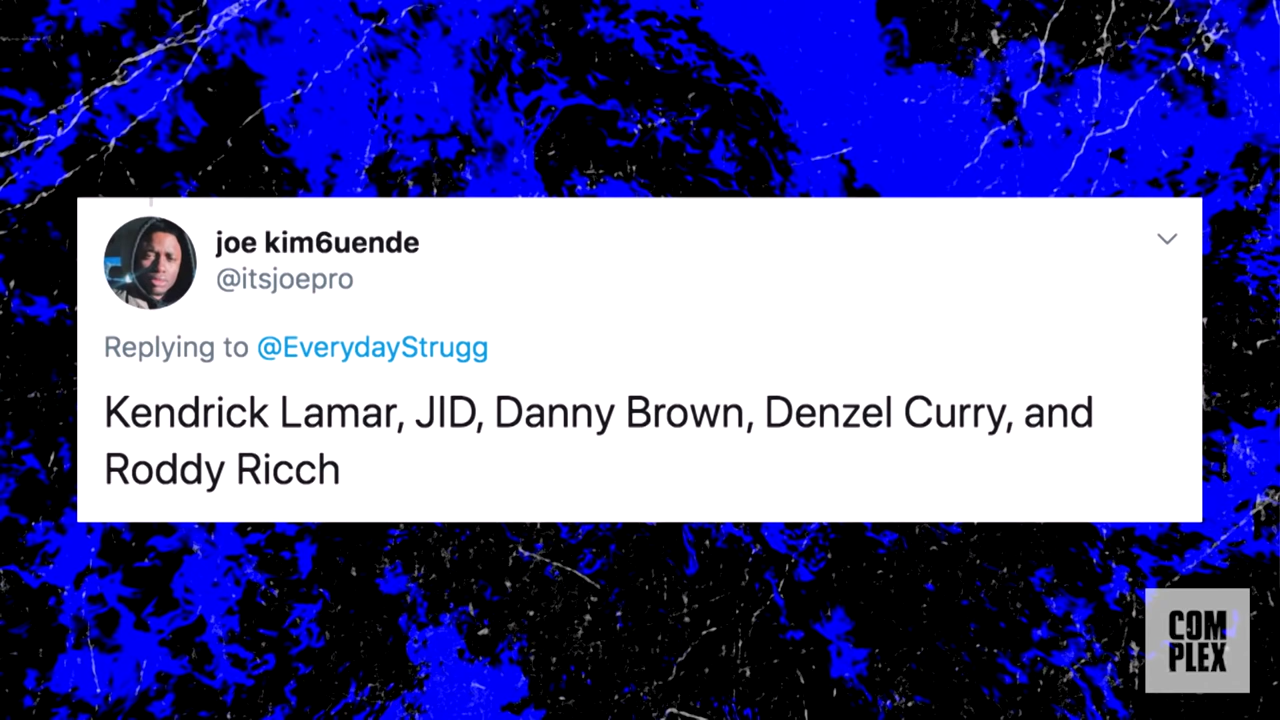 joe kim6uende
@itsjoepro
Replying to @EverydayStrugg
Kendrick Lamar, JID, Danny Brown, Denzel Curry, and
Roddy Ricch
COM
PLEX